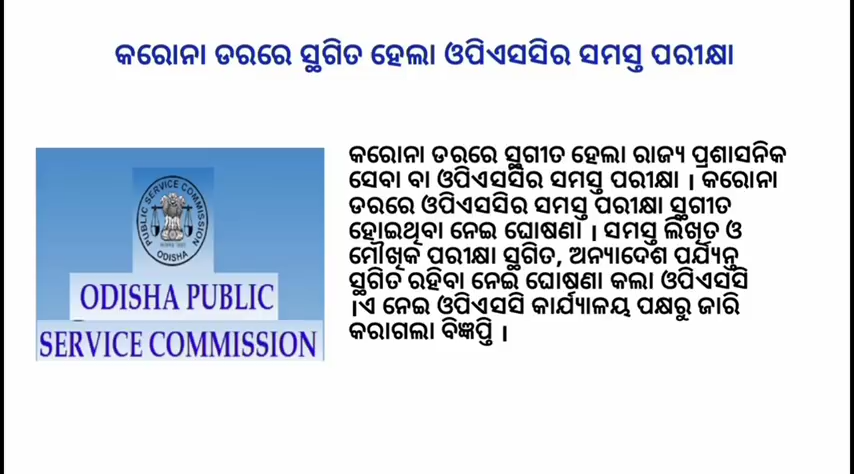 କରୋନା ଡରରେ ସ୍ଥଗିତ ହେଲା ଓପିଏସସିର ସମସ୍ତ ପରୀକ୍ଷା
PUBLIC SERVICE COMMISSION
ODISHA
ODISHA PUBLIC
SERVICE COMMISSION
କରୋନା ଡରରେ ସ୍ଥଗୀତ ହେଲା ରାଜ୍ୟ ପ୍ରଶାସନିକ
ସେବା ବା ଓପିଏସସିର ସମସ୍ତ ପରୀକ୍ଷା । କରୋନା
ଡରରେ ଓପିଏସସିର ସମସ୍ତ ପରୀକ୍ଷା ସ୍ଥଗୀତ
ହୋଇଥିବା ନେଇ ଘୋଷଣା । ସମସ୍ତ ଲିଖିତ ଓ
ମୌଖିକ ପରୀକ୍ଷା ସ୍ଥଗିତ, ଅନ୍ୟାଦେଶ ପର୍ଯ୍ୟନ୍ତ
ସ୍ଥଗିତ ରହିବା ନେଇ ଘୋଷଣା କଲା ଓପିଏସସି
।ଏ ନେଇ ଓପିଏସସି କାର୍ଯ୍ୟାଳୟ ପକ୍ଷରୁ ଜାରି
କରାଗଲା ବିଜ୍ଞପ୍ତି ।